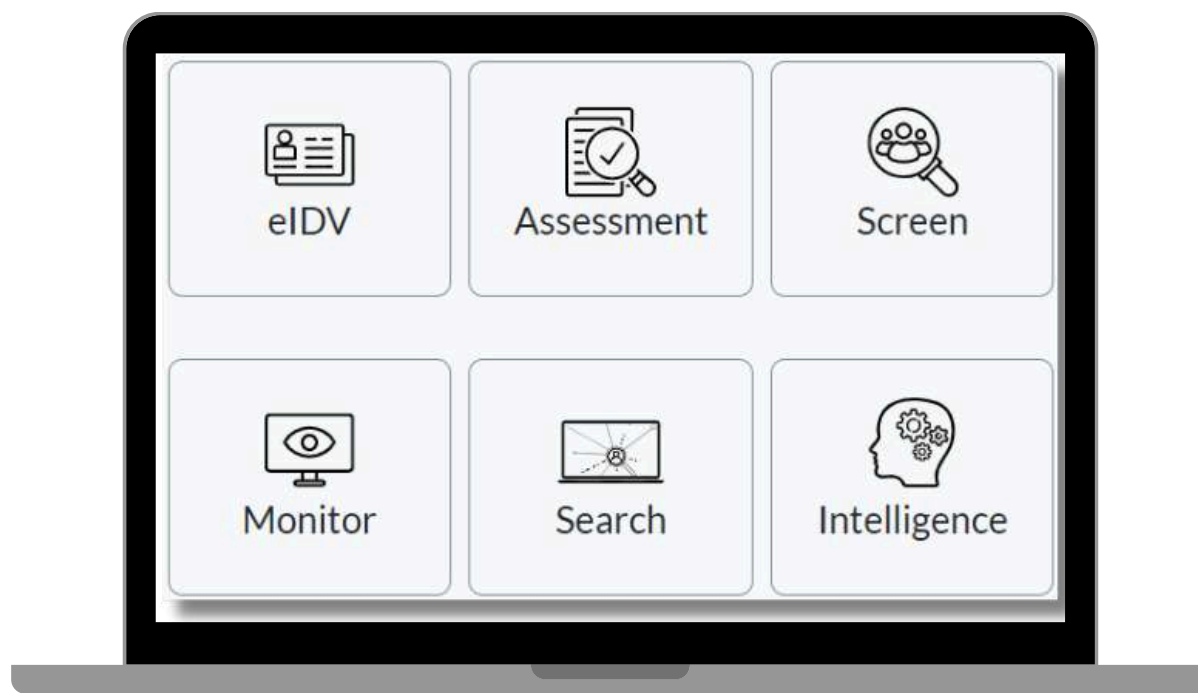 eIDV
Assessment
Screen
Monitor
Search
Intelligence